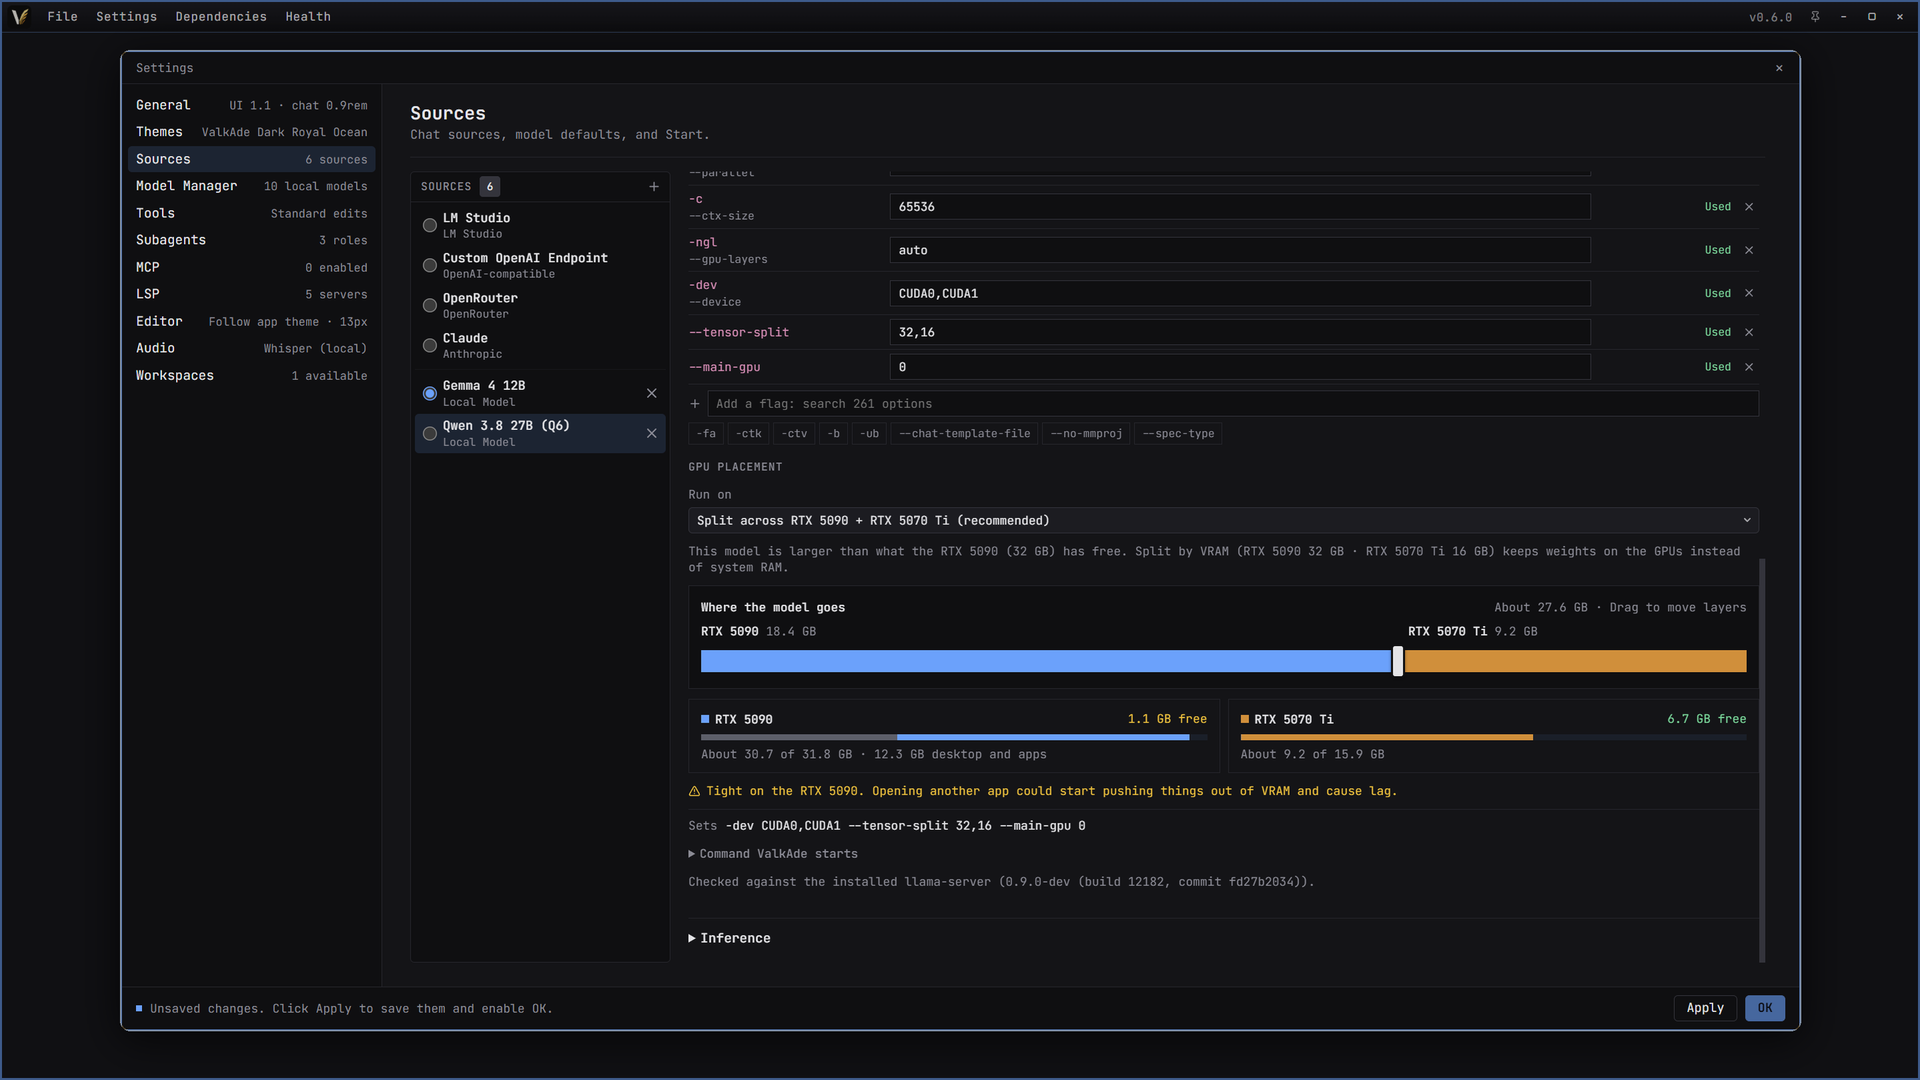 File Settings Dependencies Health v0.6.0
Settings
General UI 1.1 · chat 0.9rem
Themes ValkAde Dark Royal Ocean
Sources 6 sources
Model Manager 10 local models
Tools Standard edits
Subagents 3 roles
MCP 0 enabled
LSP 5 servers
Editor Follow app theme · 13px
Audio Whisper (local)
Workspaces 1 available
Sources
Chat sources, model defaults, and Start.
SOURCES 6 +
LM Studio
LM Studio
Custom OpenAI Endpoint
OpenAI-compatible
OpenRouter
OpenRouter
Claude
Anthropic
Gemma 4 12B
Local Model
Qwen 3.8 27B (Q6)
Local Model
--parallel
-c
--ctx-size
65536 Used
-ngl
--gpu-layers
auto Used
-dev
--device
CUDA0,CUDA1 Used
--tensor-split 32,16 Used
--main-gpu 0 Used
+ Add a flag: search 261 options
-fa -ctk -ctv -b -ub --chat-template-file --no-mmproj --spec-type
GPU PLACEMENT
Run on
Split across RTX 5090 + RTX 5070 Ti (recommended)
This model is larger than what the RTX 5090 (32 GB) has free. Split by VRAM (RTX 5090 32 GB · RTX 5070 Ti 16 GB) keeps weights on the GPUs instead
of system RAM.
Where the model goes About 27.6 GB · Drag to move layers
RTX 5090 18.4 GB RTX 5070 Ti 9.2 GB
RTX 5090 1.1 GB free
About 30.7 of 31.8 GB · 12.3 GB desktop and apps
RTX 5070 Ti 6.7 GB free
About 9.2 of 15.9 GB
Tight on the RTX 5090. Opening another app could start pushing things out of VRAM and cause lag.
Sets -dev CUDA0,CUDA1 --tensor-split 32,16 --main-gpu 0
Command ValkAde starts
Checked against the installed llama-server (0.9.0-dev (build 12182, commit fd27b2034)).
Inference
Unsaved changes. Click Apply to save them and enable OK.
Apply OK